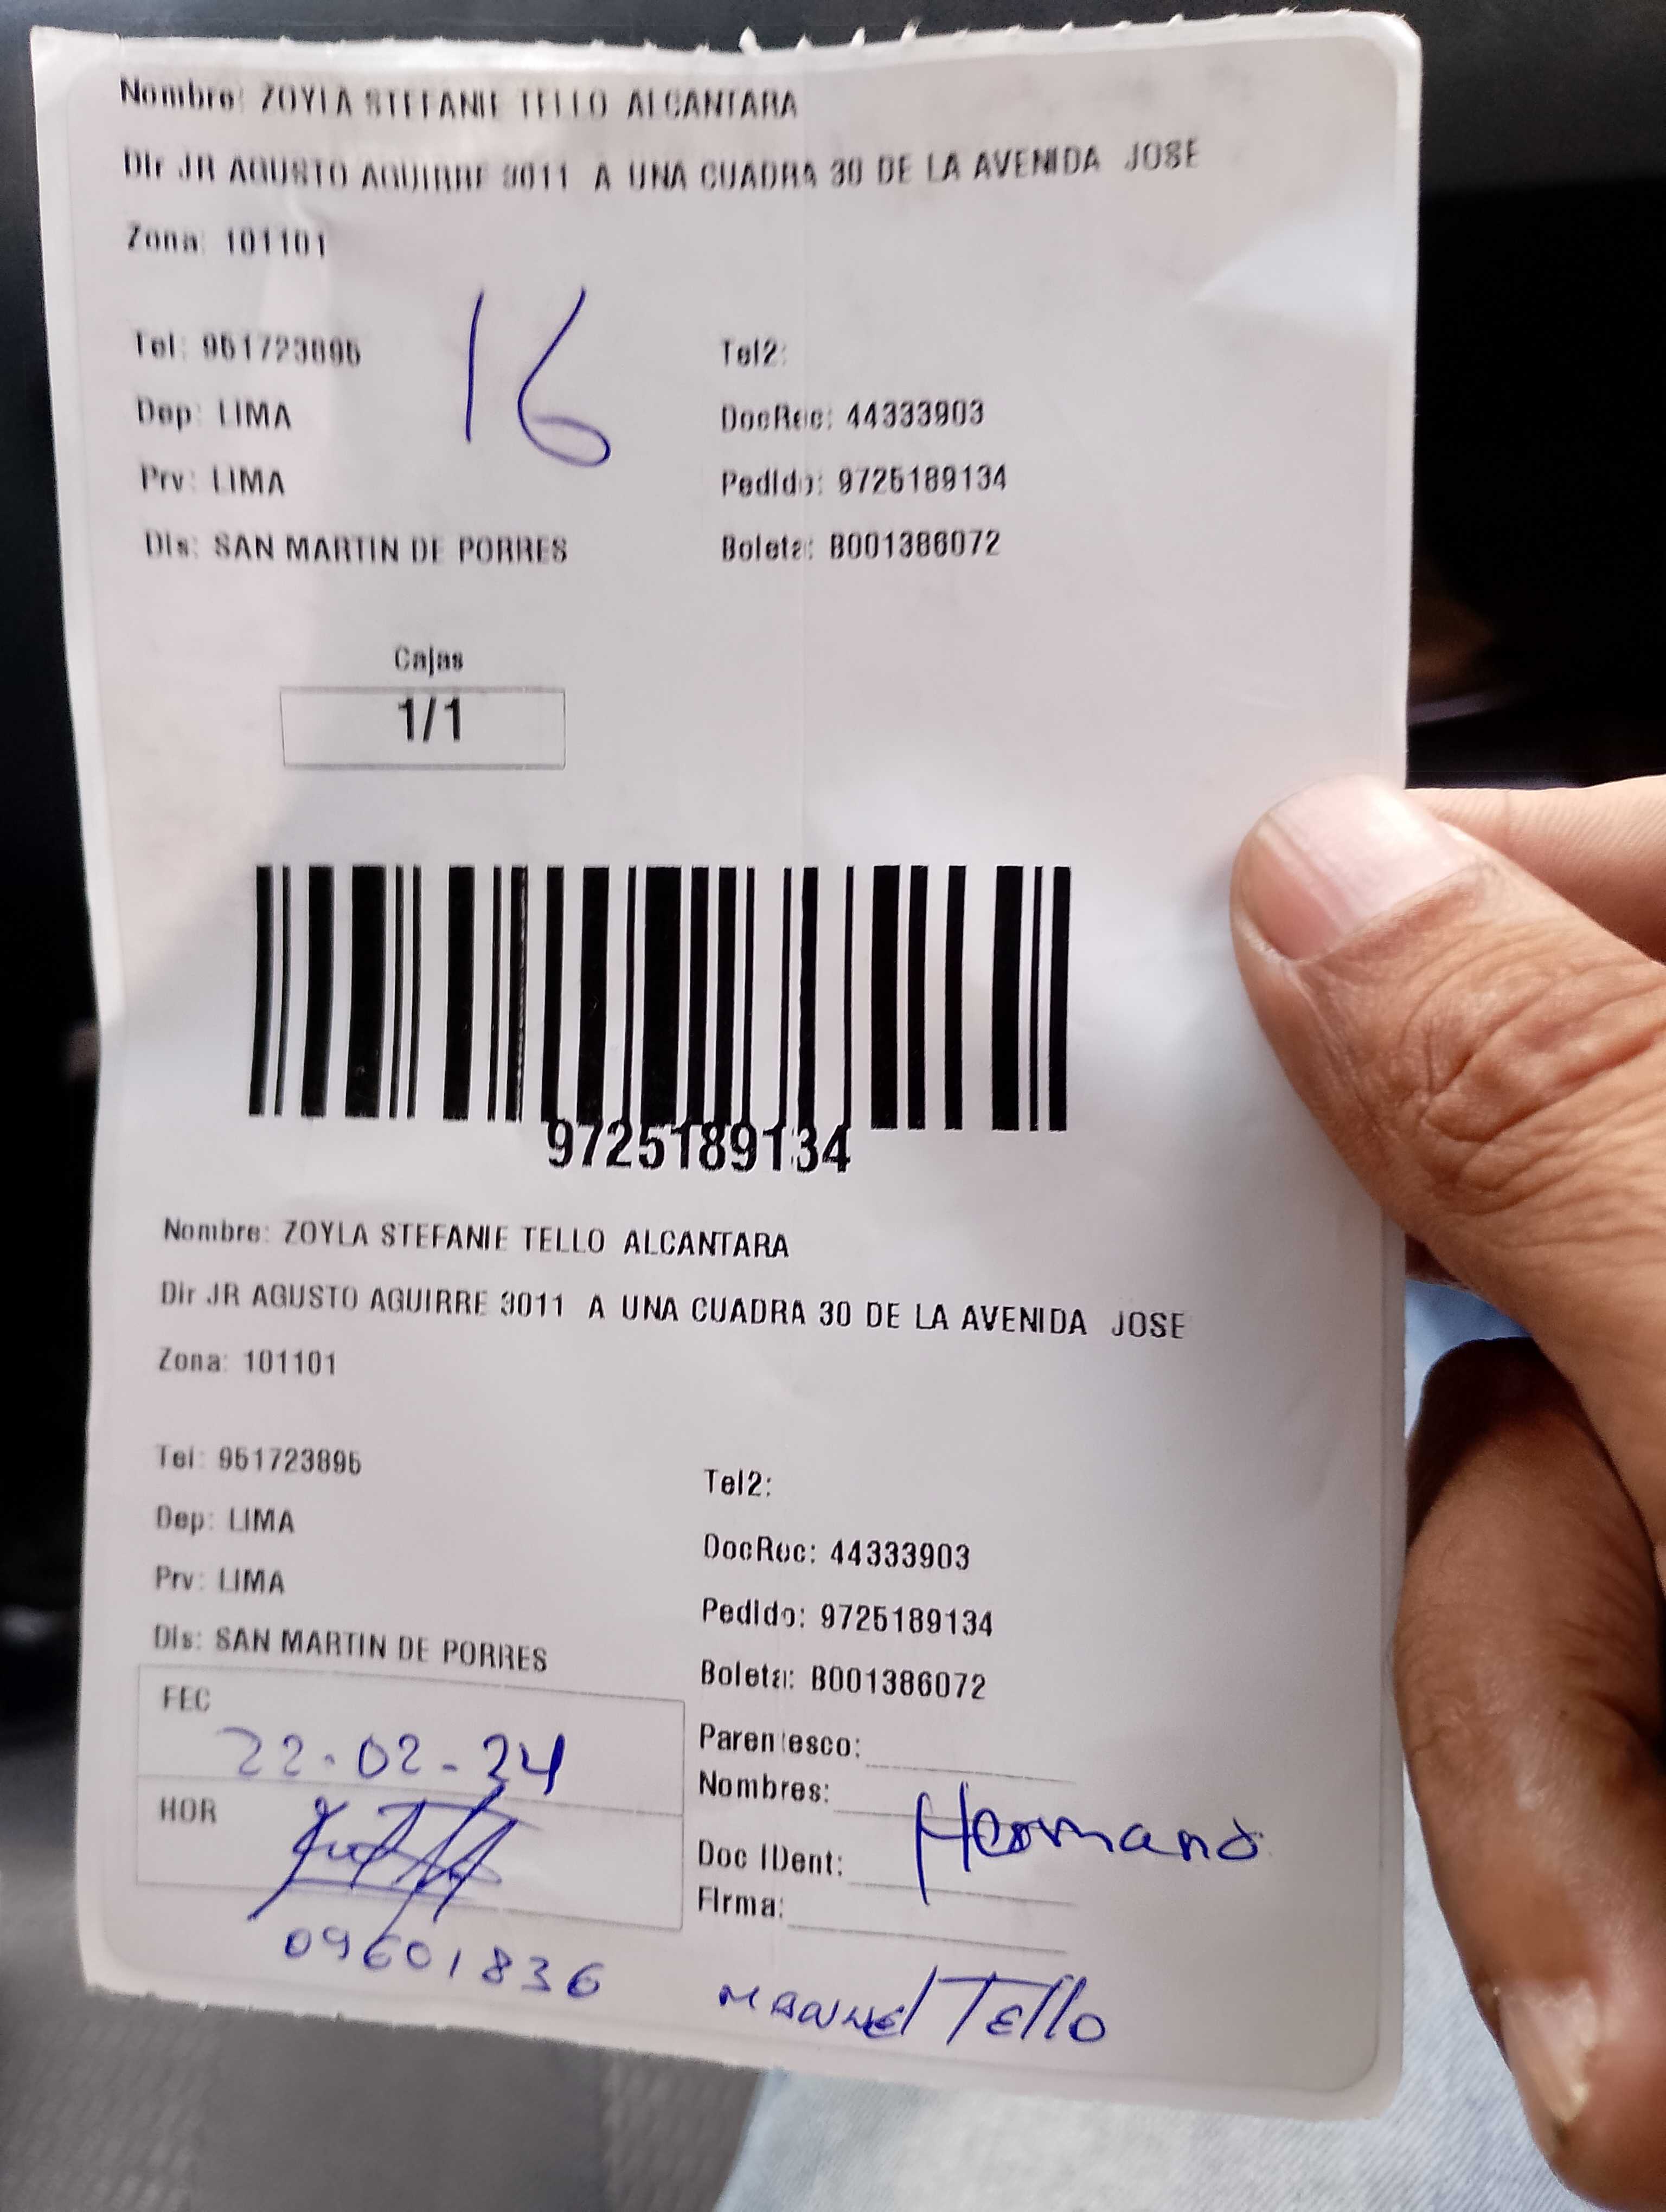 Nombre: ZOYLA STEFANIE TELLO ALCANTARA
Dir JR AGUSTO AGUIRRE 3011 A UNA CUADRA 30 DE LA AVENIDA JOSE
Zona: 101101
16
Tel: 951723895
Tel2:
Dep: LIMA
DocRec: 44333903
Prv: LIMA
Pedido: 9725189134
Dis: SAN MARTIN DE PORRES
Boleta: B001386072
Cajas
1/1
9725189134
Nombre: ZOYLA STEFANIE TELLO ALCANTARA
Dir JR AGUSTO AGUIRRE 3011 A UNA CUADRA 30 DE LA AVENIDA JOSE
Zona: 101101
Tel: 951723895
Tel2:
Dep: LIMA
DocRec: 44333903
Prv: LIMA
Pedido: 9725189134
Dis: SAN MARTIN DE PORRES
Boleta: B001386072
FEC
22-02-24
HOR
09601836
Parentesco:
Nombres:
Hermano
Doc IDent:
Firma:
MANUEL Tello